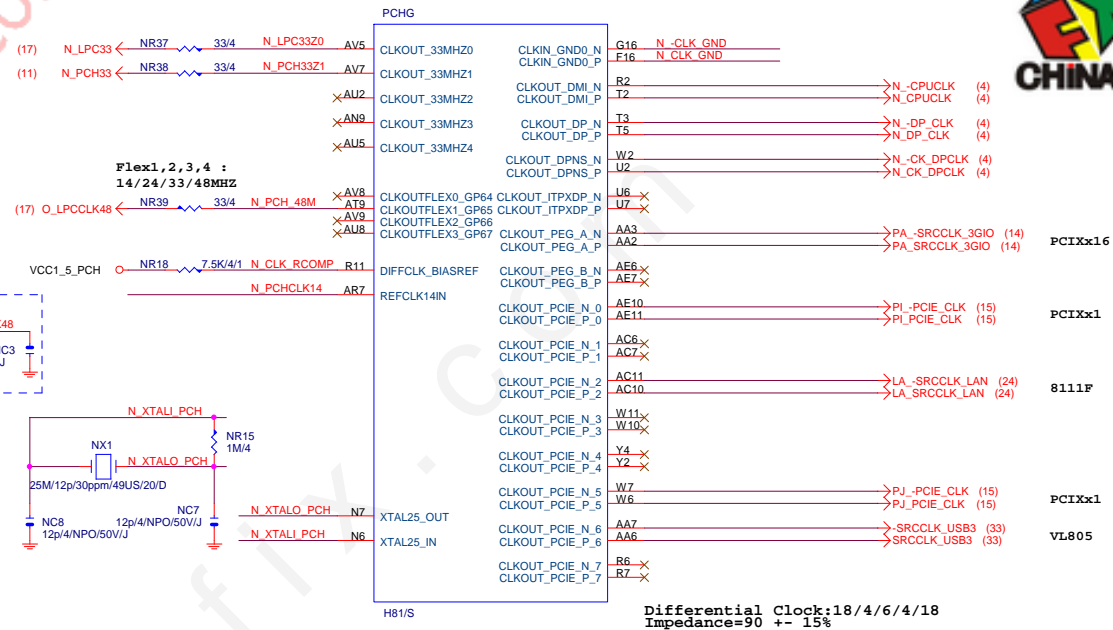 PCHG
(17) N_LPC33 NR37 33/4 N_LPC33Z0 AV5 CLKOUT_33MHZ0
(11) N_PCH33 NR38 33/4 N_PCH33Z1 AV7 CLKOUT_33MHZ1
AU2 CLKOUT_33MHZ2
AN9 CLKOUT_33MHZ3
AU5 CLKOUT_33MHZ4
Flex1,2,3,4 :
14/24/33/48MHZ
AV8 CLKOUTFLEX0_GP64
(17) O_LPCCLK48 NR39 33/4 N_PCH_48M AT9 CLKOUTFLEX1_GP65
AV9 CLKOUTFLEX2_GP66
AU8 CLKOUTFLEX3_GP67
VCC1_5_PCH NR18 7.5K/4/1 N_CLK_RCOMP R11 DIFFCLK_BIASREF
N_PCHCLK14 AR7 REFCLK14IN
N_XTALI_PCH
NR15
1M/4
NX1
N_XTALO_PCH
25M/12p/30ppm/49US/20/D
NC8
12p/4/NPO/50V/J
NC7
12p/4/NPO/50V/J
N_XTALO_PCH N7 XTAL25_OUT
N_XTALI_PCH N6 XTAL25_IN
CLKIN_GND0_N G16 N_-CLK_GND
CLKIN_GND0_P F16 N_CLK_GND
CLKOUT_DMI_N R2 N_-CPUCLK (4)
CLKOUT_DMI_P T2 N_CPUCLK (4)
CLKOUT_DP_N T3 N_-DP_CLK (4)
CLKOUT_DP_P T5 N_DP_CLK (4)
CLKOUT_DPNS_N W2 N_-CK_DPCLK (4)
CLKOUT_DPNS_P U2 N_CK_DPCLK (4)
CLKOUT_ITPXDP_N U6
CLKOUT_ITPXDP_P U7
CLKOUT_PEG_A_N AA3 PA_-SRCCLK_3GIO (14)
CLKOUT_PEG_A_P AA2 PA_SRCCLK_3GIO (14)
PCIXx16
CLKOUT_PEG_B_N AE6
CLKOUT_PEG_B_P AE7
CLKOUT_PCIE_N_0 AE10 PI_-PCIE_CLK (15)
CLKOUT_PCIE_P_0 AE11 PI_PCIE_CLK (15)
PCIXx1
CLKOUT_PCIE_N_1 AC6
CLKOUT_PCIE_P_1 AC7
CLKOUT_PCIE_N_2 AC11 LA_-SRCCLK_LAN (24)
CLKOUT_PCIE_P_2 AC10 LA_SRCCLK_LAN (24)
8111F
CLKOUT_PCIE_N_3 W11
CLKOUT_PCIE_P_3 W10
CLKOUT_PCIE_N_4 Y4
CLKOUT_PCIE_P_4 Y2
CLKOUT_PCIE_N_5 W7 PJ_-PCIE_CLK (15)
CLKOUT_PCIE_P_5 W6 PJ_PCIE_CLK (15)
PCIXx1
CLKOUT_PCIE_N_6 AA7 -SRCCLK_USB3 (33)
CLKOUT_PCIE_P_6 AA6 SRCCLK_USB3 (33)
VL805
CLKOUT_PCIE_N_7 R6
CLKOUT_PCIE_P_7 R7
H81/S
Differential Clock:18/4/6/4/18
Impedance=90 +- 15%
CHINA
fix.com